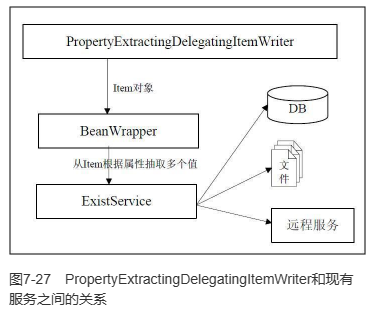 PropertyExtractingDelegatingItemWriter
Item对象
BeanWrapper
DB
从Item根据属性抽取多个值
文
件
ExistService
远程服务
图7-27 PropertyExtractingDelegatingItemWriter和现有
服务之间的关系